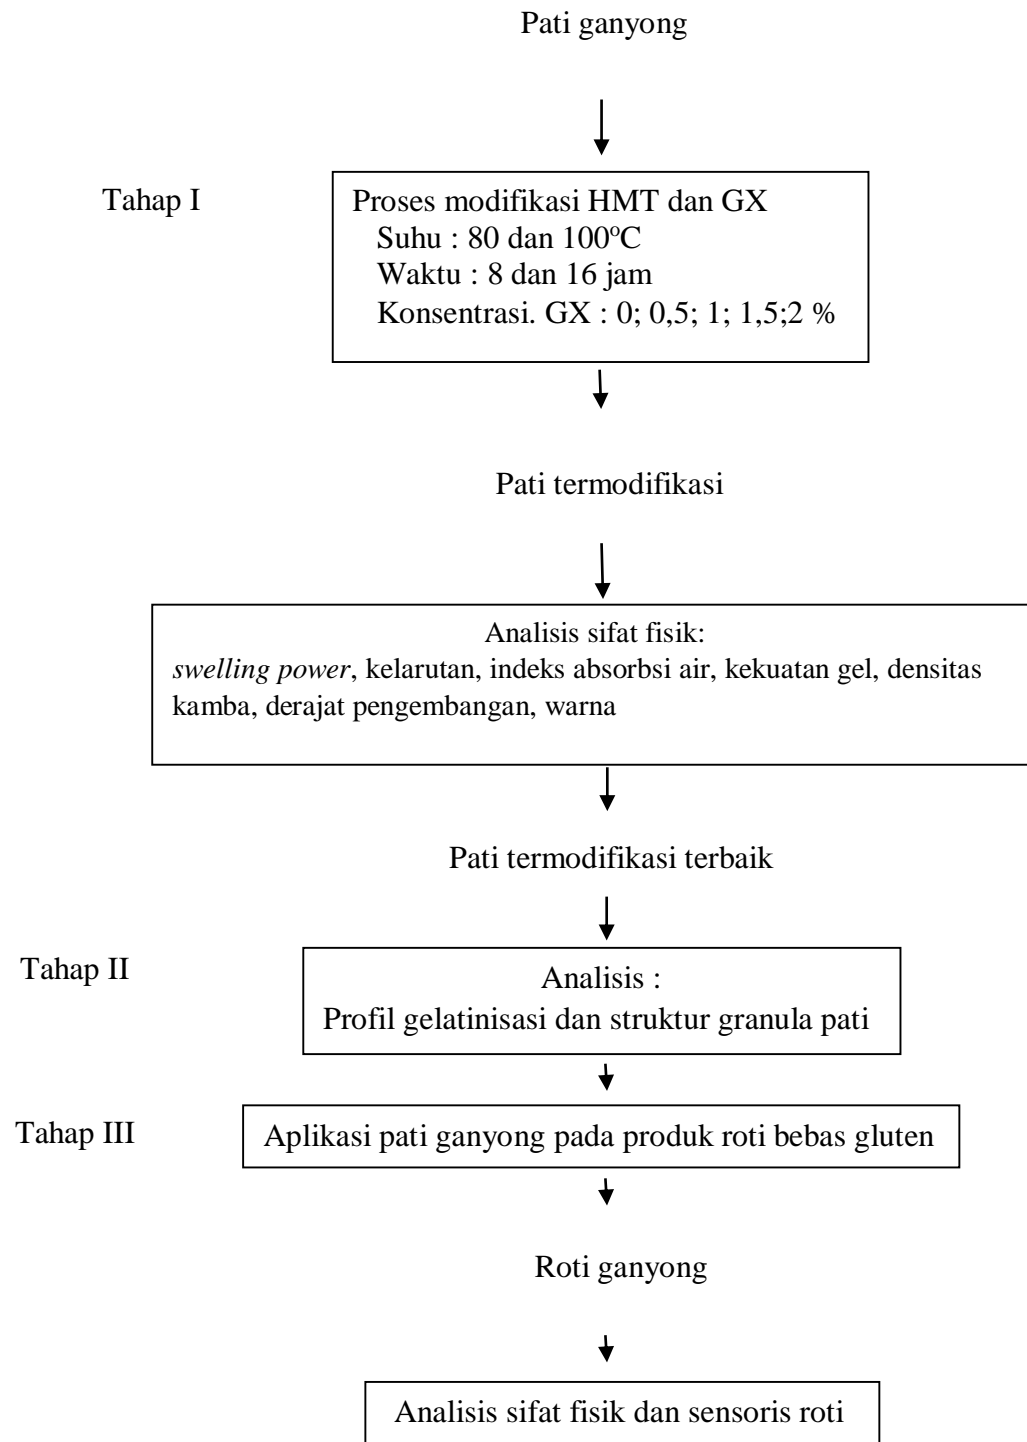 Pati ganyong
Tahap I
Proses modifikasi HMT dan GX
Suhu : 80 dan 100°C
Waktu : 8 dan 16 jam
Konsentrasi. GX : 0; 0,5; 1; 1,5;2 %
Pati termodifikasi
Analisis sifat fisik:
swelling power, kelarutan, indeks absorbsi air, kekuatan gel, densitas
kamba, derajat pengembangan, warna
Pati termodifikasi terbaik
Tahap II
Analisis :
Profil gelatinisasi dan struktur granula pati
Tahap III
Aplikasi pati ganyong pada produk roti bebas gluten
Roti ganyong
Analisis sifat fisik dan sensoris roti